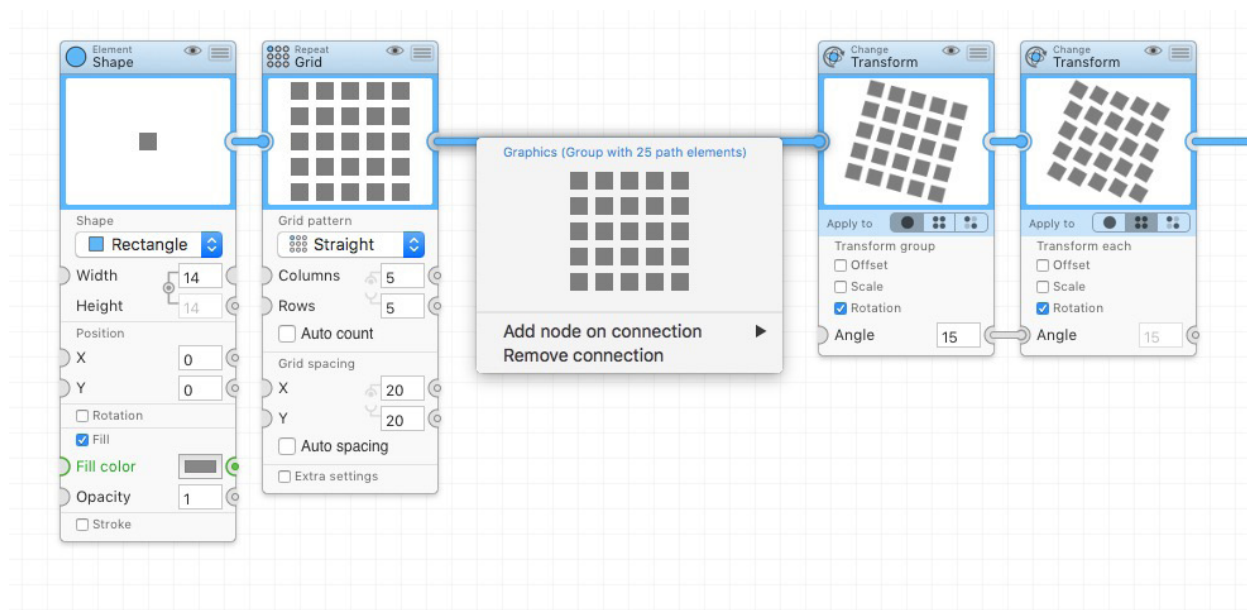 Element
Shape
Shape
Rectangle
Width 14
Height 14
Position
X 0
Y 0
Rotation
Fill
Fill color
Opacity 1
Stroke
Repeat
Grid
Grid pattern
Straight
Columns 5
Rows 5
Auto count
Grid spacing
X 20
Y 20
Auto spacing
Extra settings
Graphics (Group with 25 path elements)
Add node on connection
Remove connection
Change
Transform
Apply to
Transform group
Offset
Scale
Rotation
Angle 15
Change
Transform
Apply to
Transform each
Offset
Scale
Rotation
Angle 15